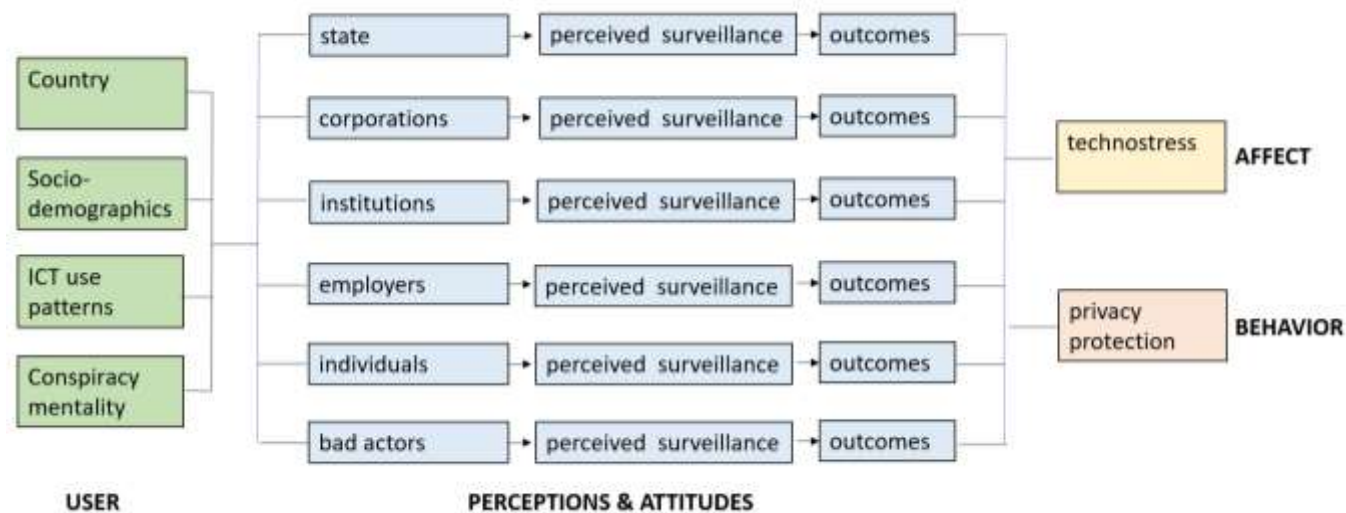 Country
Socio-
demographics
ICT use
patterns
Conspiracy
mentality
USER
state
perceived surveillance
outcomes
corporations
perceived surveillance
outcomes
institutions
perceived surveillance
outcomes
employers
perceived surveillance
outcomes
individuals
perceived surveillance
outcomes
bad actors
perceived surveillance
outcomes
PERCEPTIONS & ATTITUDES
technostress
AFFECT
privacy
protection
BEHAVIOR